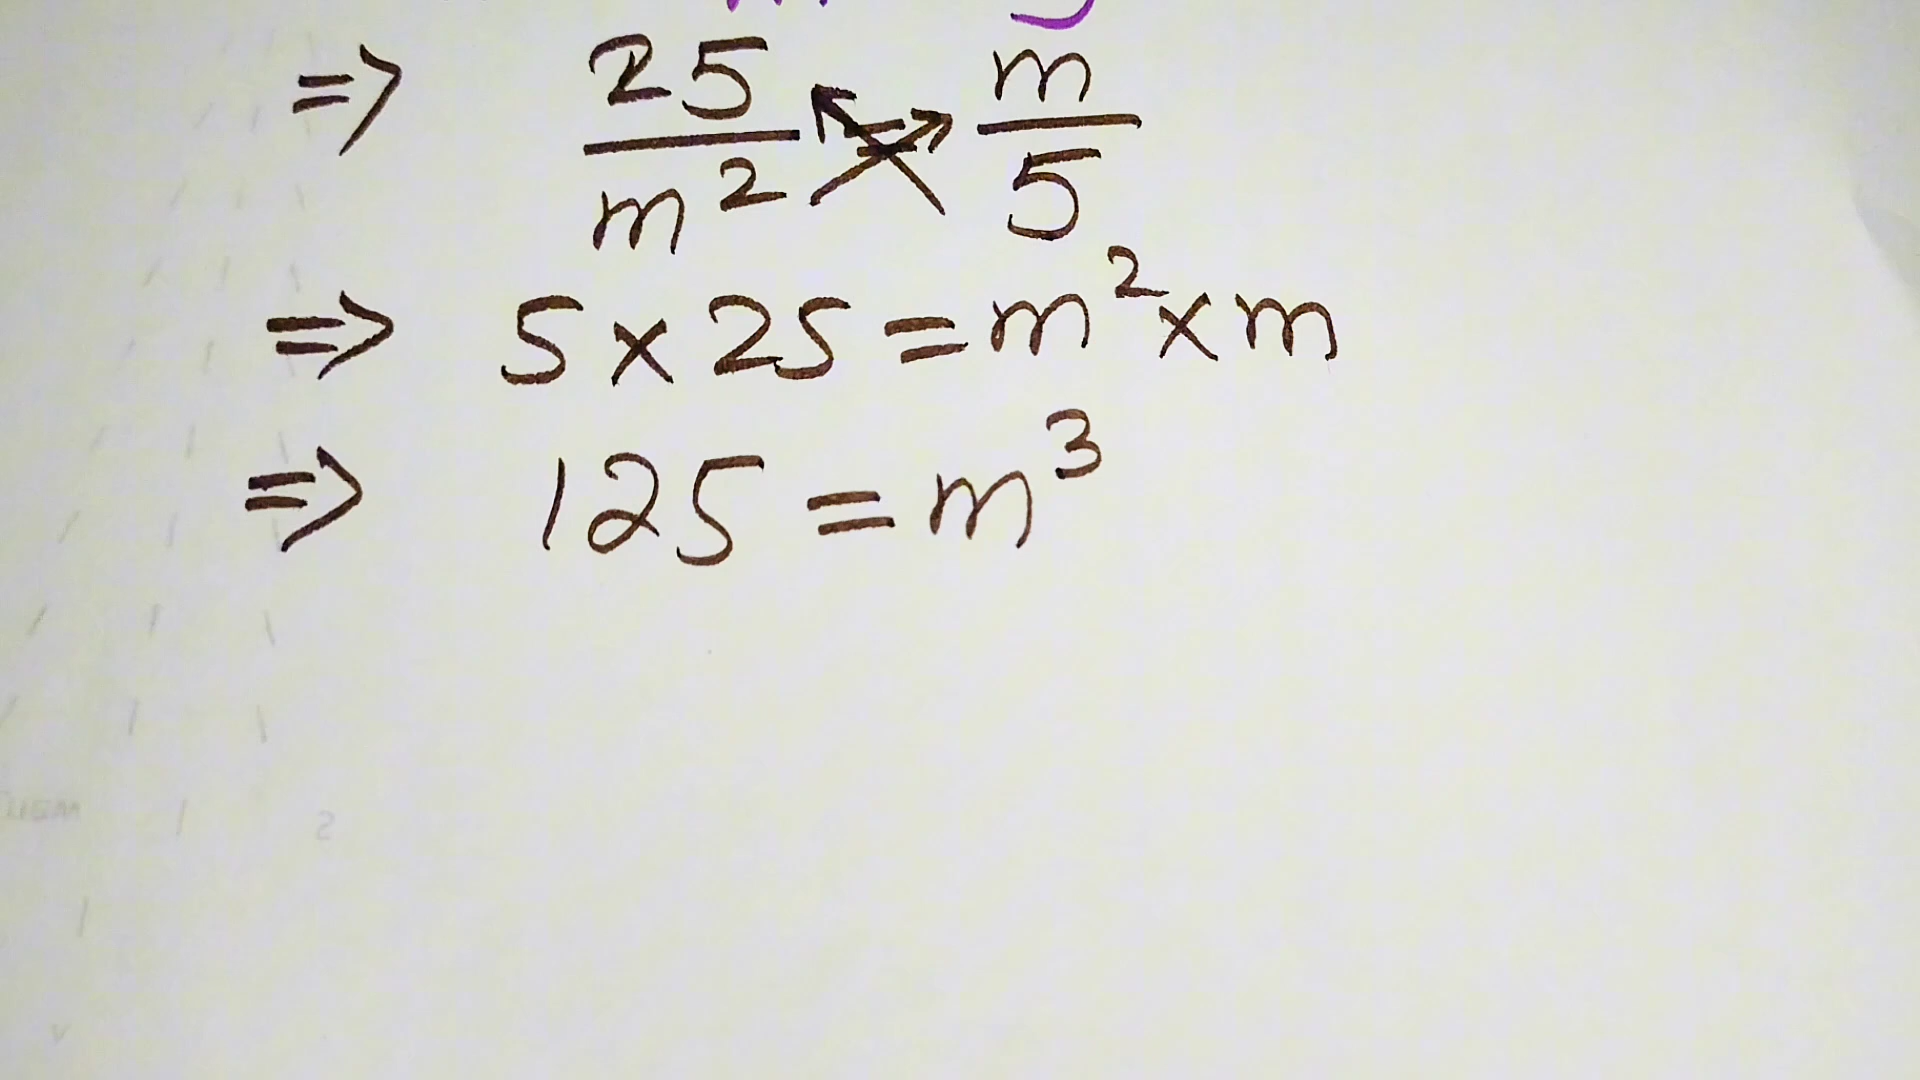 => 25/m² = m/5
=> 5 × 25 = m² × m
=> 125 = m³